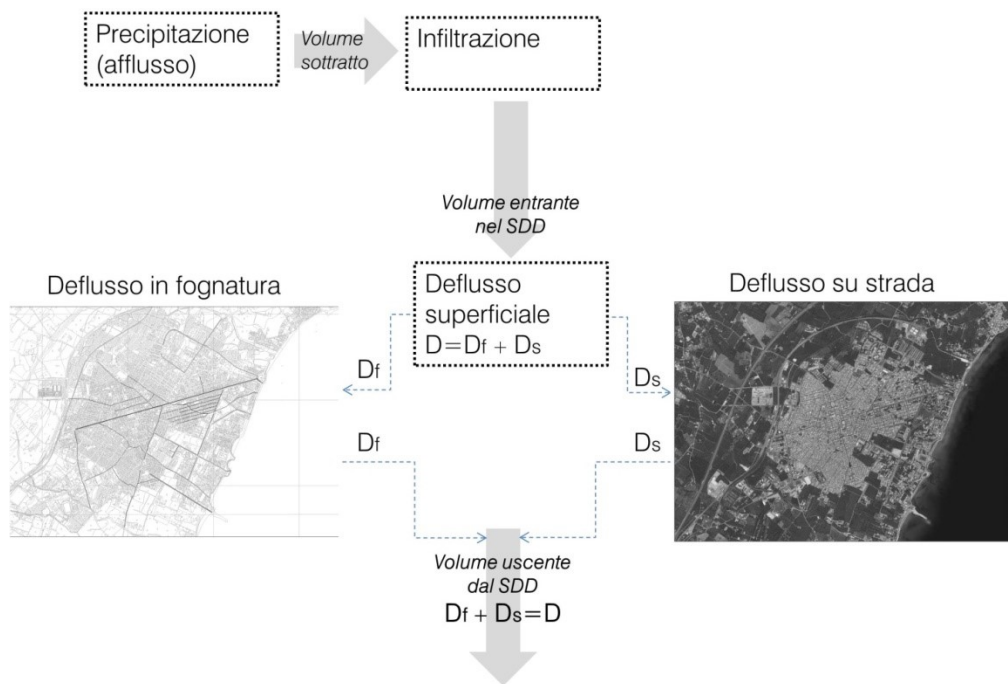 Precipitazione
(afflusso)
Volume
sottratto
Infiltrazione
Volume entrante
nel SDD
Deflusso in fognatura
Deflusso
superficiale
D=Df + Ds
Deflusso su strada
Df
Ds
Df
Ds
Volume uscente
dal SDD
Df + Ds=D